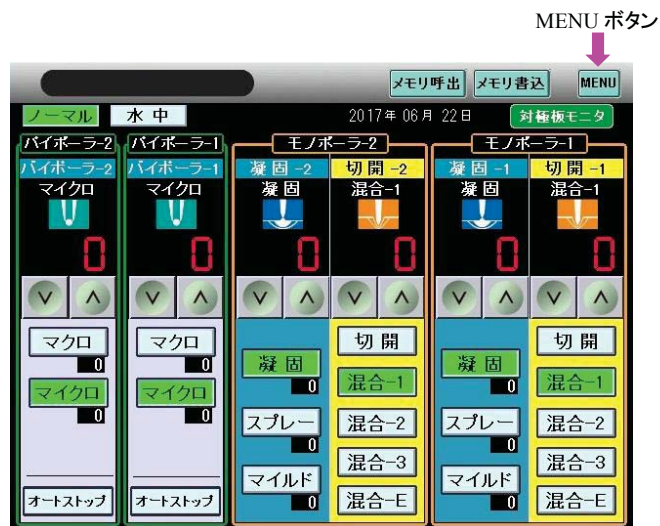 MENU ボタン
メモリ呼出 メモリ書込 MENU
ノーマル 水中 2017年 06月 22日 対極板モニタ
バイポーラ-2 バイポーラ-1 モノポーラ-2 モノポーラ-1
バイポーラ-2 バイポーラ-1 凝固 -2 切開 -2 凝固 -1 切開 -1
マイクロ マイクロ 凝固 混合-1 凝固 混合-1
0 0 0 0 0 0
マクロ マクロ 切開 切開
0 0
凝固 凝固
マイクロ マイクロ 0 混合-1 0 混合-1
0 0
スプレー 混合-2 スプレー 混合-2
0 0
混合-3 混合-3
マイルド マイルド
オートストップ オートストップ 0 混合-E 0 混合-E